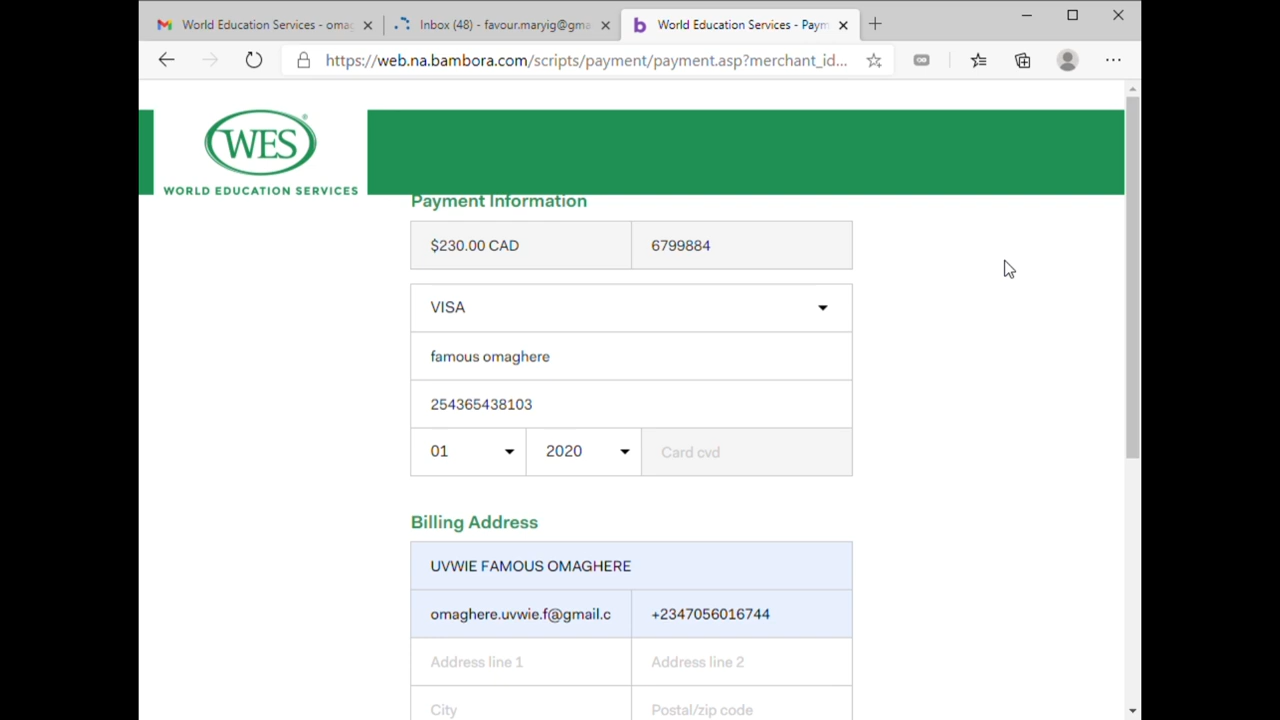 World Education Services - omag
Inbox (48) - favour.maryig@gma
World Education Services - Paym
https://web.na.bambora.com/scripts/payment/payment.asp?merchant_id...
WES
WORLD EDUCATION SERVICES
Payment Information
$230.00 CAD 6799884
VISA
famous omaghere
254365438103
01 2020 Card cvd
Billing Address
UVWIE FAMOUS OMAGHERE
omaghere.uvwie.f@gmail.c +2347056016744
Address line 1 Address line 2
City Postal/zip code